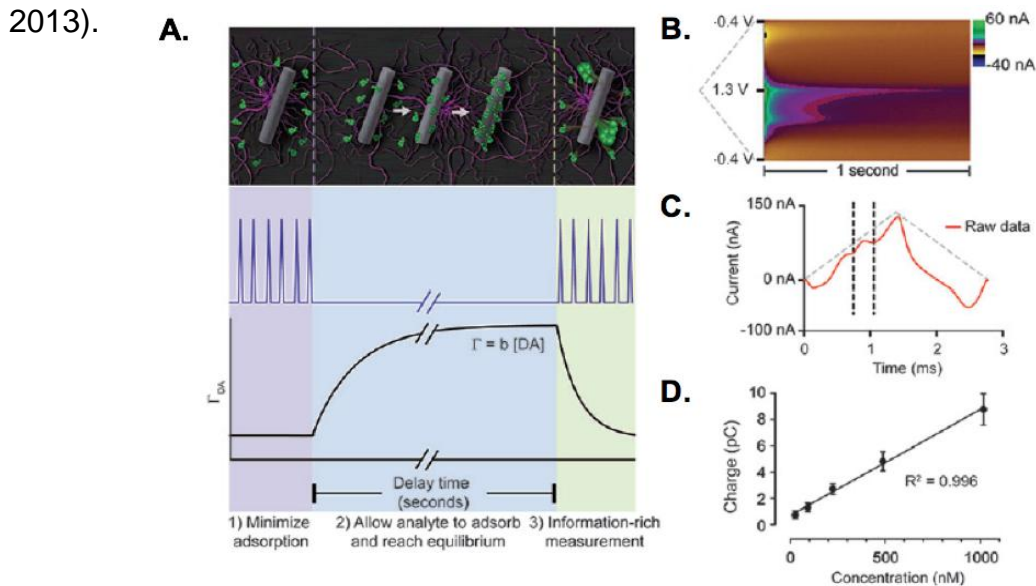 2013).
A.
Γ = b [DA]
Γ DA
Delay time
(seconds)
1) Minimize
adsorption
2) Allow analyte to adsorb
and reach equilibrium
3) Information-rich
measurement
B.
-0.4 V
1.3 V
-0.4 V
60 nA
-40 nA
1 second
C.
150 nA
0 nA
-100 nA
Current (nA)
Raw data
0 1 2 3
Time (ms)
D.
10
8
6
4
2
0
Charge (pC)
R² = 0.996
0 500 1000
Concentration (nM)